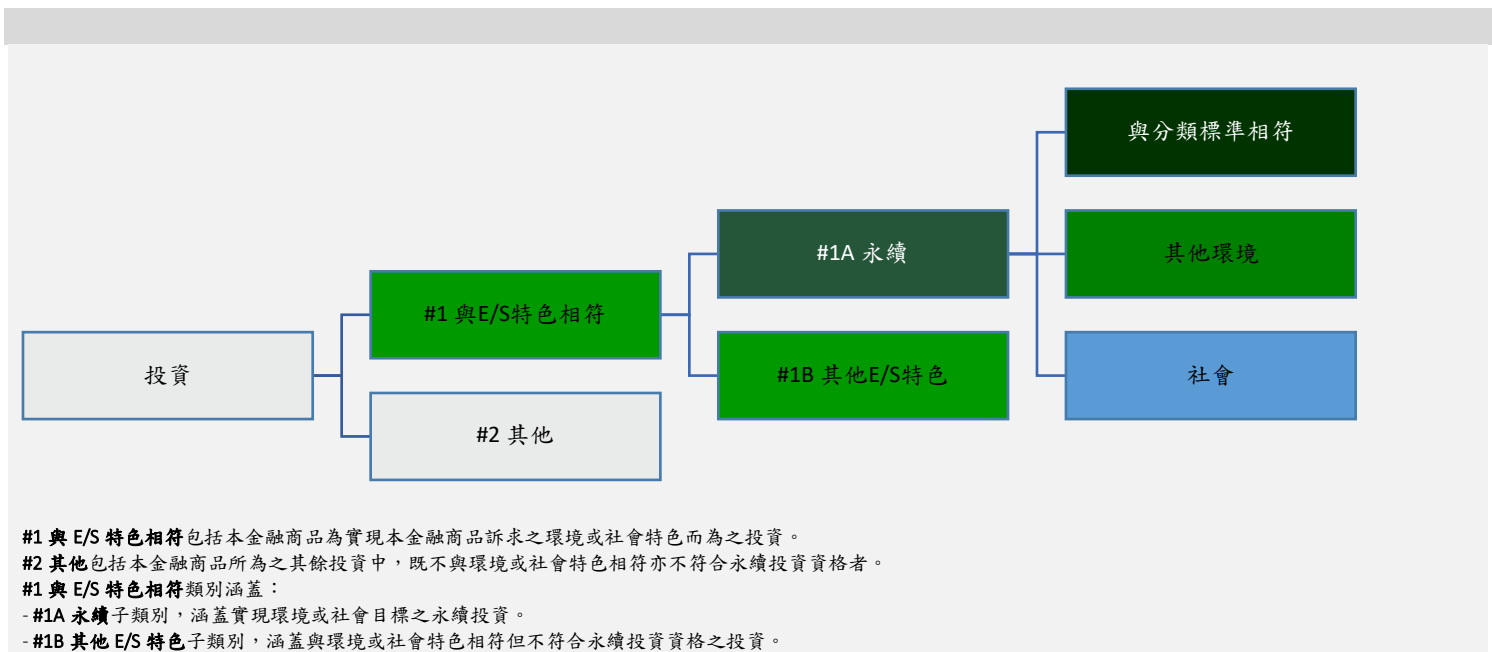 與分類標準相符
#1A 永續
其他環境
#1 與E/S特色相符
投資
#1B 其他E/S特色
社會
#2 其他
#1 與 E/S 特色相符包括本金融商品為實現本金融商品訴求之環境或社會特色而為之投資。
#2 其他包括本金融商品所為之其餘投資中，既不與環境或社會特色相符亦不符合永續投資資格者。
#1 與 E/S 特色相符類別涵蓋：
- #1A 永續子類別，涵蓋實現環境或社會目標之永續投資。
- #1B 其他 E/S 特色子類別，涵蓋與環境或社會特色相符但不符合永續投資資格之投資。